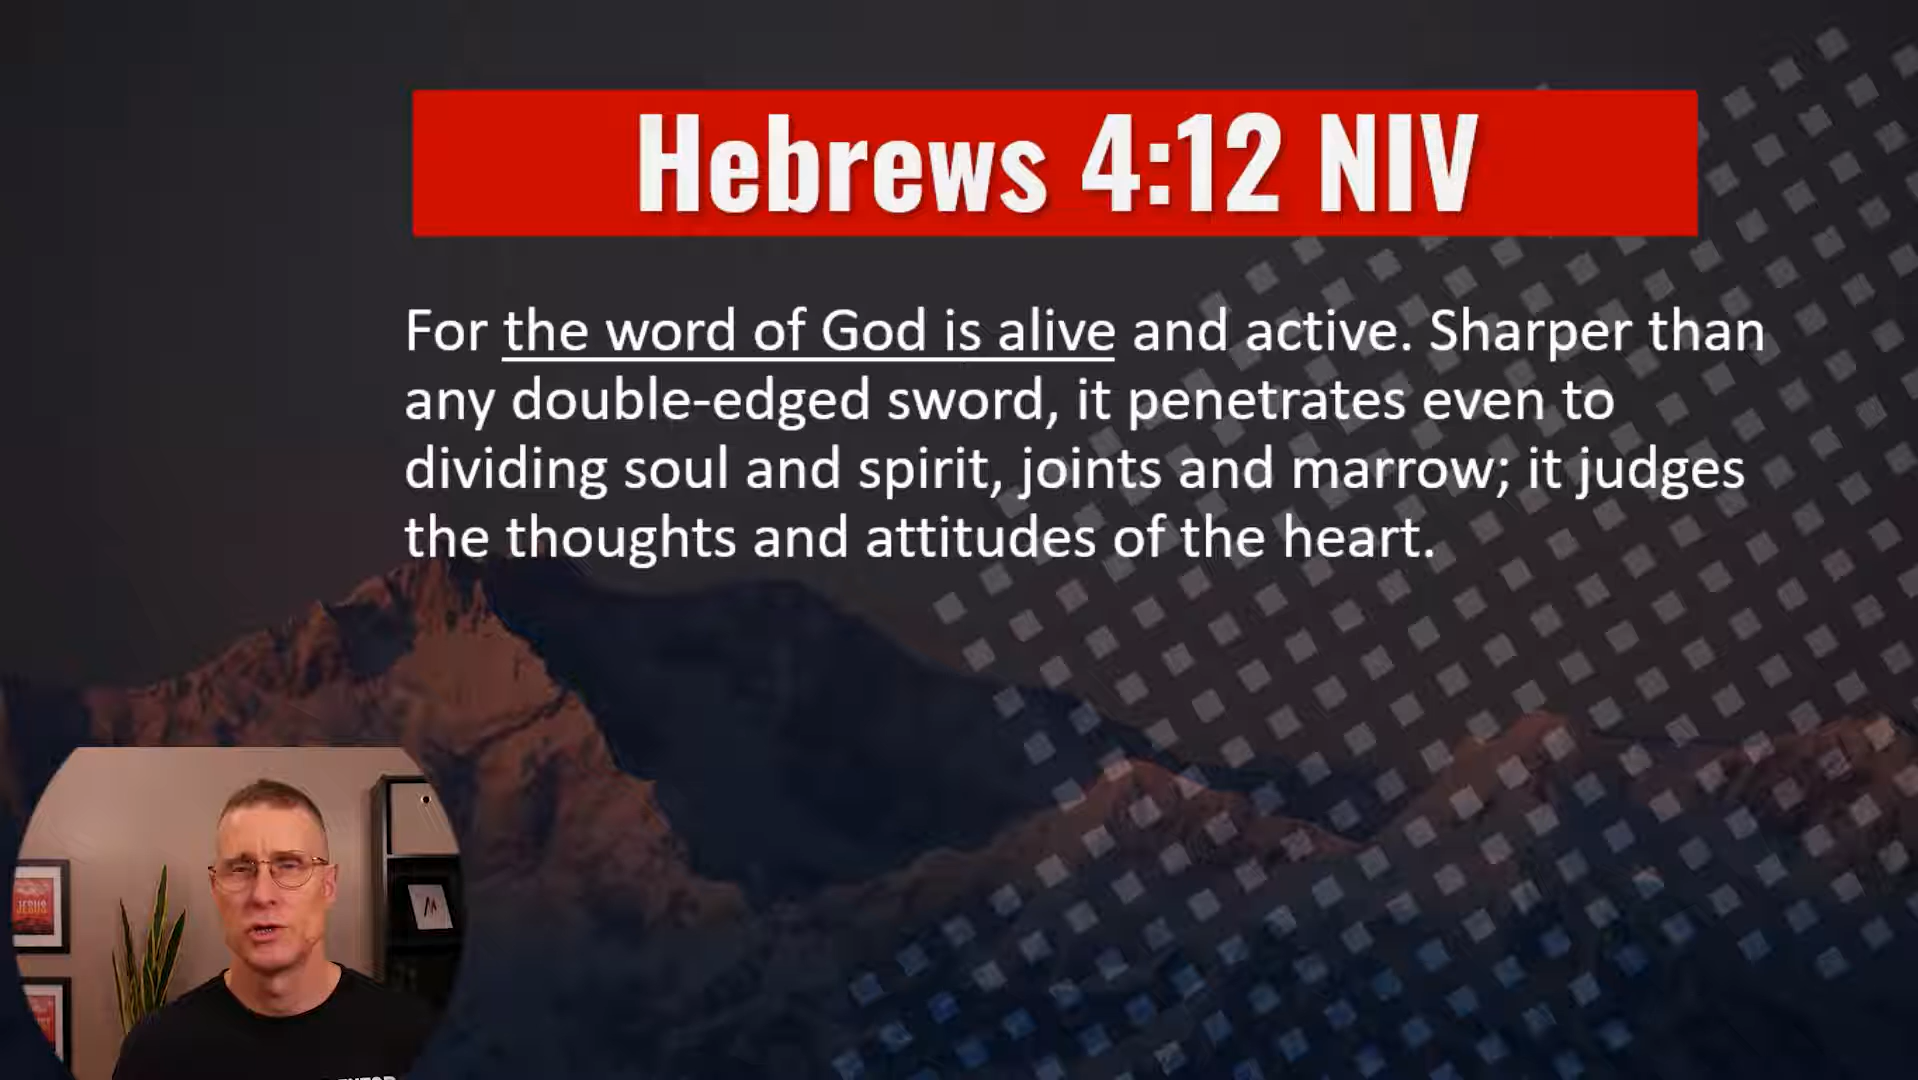 Hebrews 4:12 NIV
For the word of God is alive and active. Sharper than
any double-edged sword, it penetrates even to
dividing soul and spirit, joints and marrow; it judges
the thoughts and attitudes of the heart.
JESUS